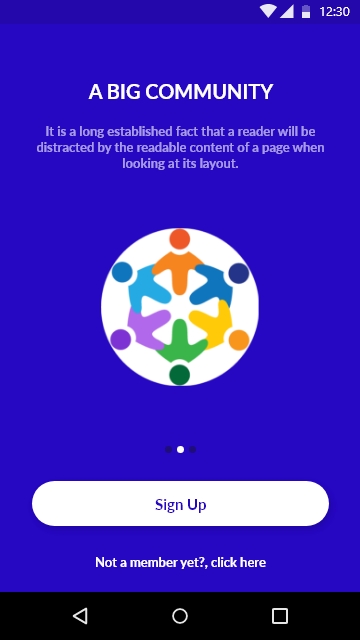 12:30
A BIG COMMUNITY
It is a long established fact that a reader will be
distracted by the readable content of a page when
looking at its layout.
Sign Up
Not a member yet?, click here